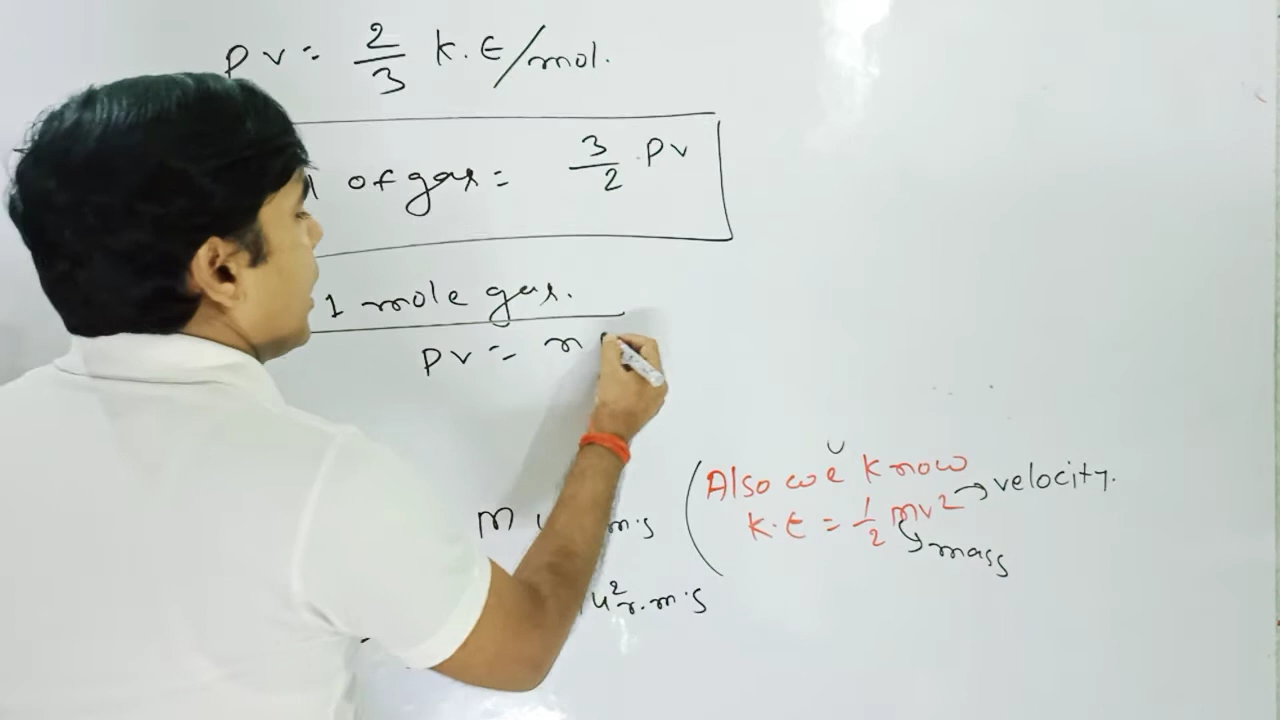 PV = 2/3 K.E/mol.
of gas = 3/2 PV
1 mole gas.
PV = n
Also we know
K.E = 1/2 mv2 → velocity.
mass
m m.s
u2r.m.s